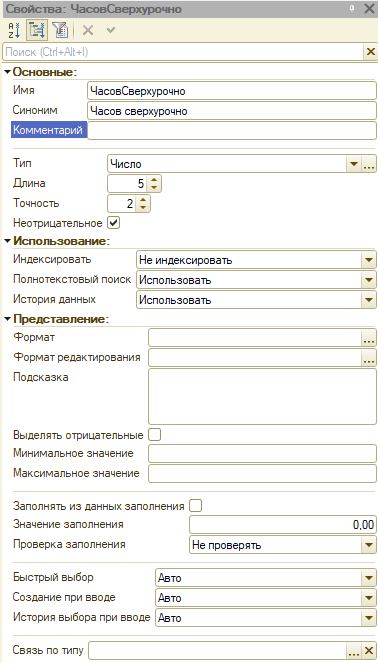 Свойства: ЧасовСверхурочно
Поиск (Ctrl+Alt+I)
Основные:
Имя ЧасовСверхурочно
Синоним Часов сверхурочно
Комментарий
Тип Число
Длина 5
Точность 2
Неотрицательное
Использование:
Индексировать Не индексировать
Полнотекстовый поиск Использовать
История данных Использовать
Представление:
Формат
Формат редактирования
Подсказка
Выделять отрицательные
Минимальное значение
Максимальное значение
Заполнять из данных заполнения
Значение заполнения 0,00
Проверка заполнения Не проверять
Быстрый выбор Авто
Создание при вводе Авто
История выбора при вводе Авто
Связь по типу